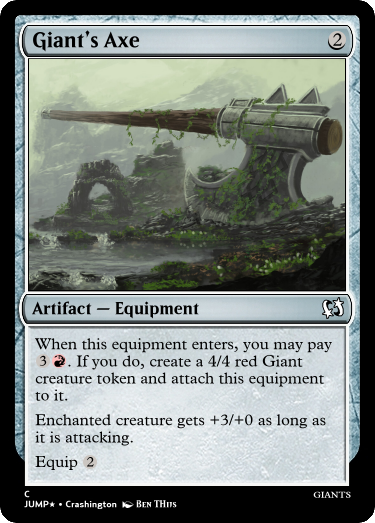 Giant's Axe 2
Artifact — Equipment
When this equipment enters, you may pay
3 . If you do, create a 4/4 red Giant
creature token and attach this equipment
to it.
Enchanted creature gets +3/+0 as long as
it is attacking.
Equip 2
C
JUMP★ • Crashington Ben Thijs
GIANTS